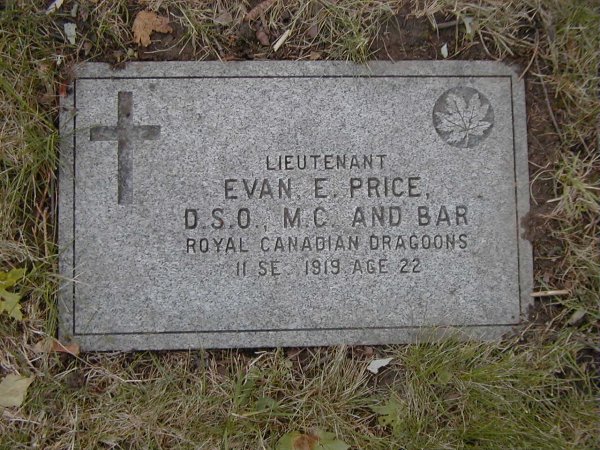 LIEUTENANT
EVAN. E. PRICE,
D.S.O., M.C. AND BAR
ROYAL CANADIAN DRAGOONS
11 SE 1919 AGE 22